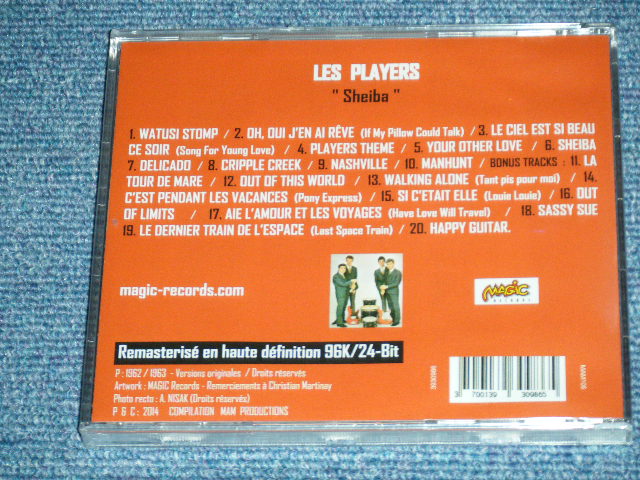 LES PLAYERS
" Sheiba "
1. WATUSI STOMP / 2. OH, OUI J'EN AI RÊVE (If My Pillow Could Talk) / 3. LE CIEL EST SI BEAU
CE SOIR (Song For Young Love) / 4. PLAYERS THEME / 5. YOUR OTHER LOVE / 6. SHEIBA
7. DELICADO / 8. CRIPPLE CREEK / 9. NASHVILLE / 10. MANHUNT / BONUS TRACKS : 11. LA
TOUR DE MARE / 12. OUT OF THIS WORLD / 13. WALKING ALONE (Tant pis pour moi) / 14.
C'EST PENDANT LES VACANCES (Pony Express) / 15. SI C'ETAIT ELLE (Louie Louie) / 16. OUT
OF LIMITS / 17. AIE L'AMOUR ET LES VOYAGES (Have Love Will Travel) / 18. SASSY SUE
19. LE DERNIER TRAIN DE L'ESPACE (Last Space Train) / 20. HAPPY GUITAR.
magic-records.com
MAGIC
RECORDS
Remasterisé en haute définition 96K/24-Bit
P : 1962 / 1963 - Versions originales / Droits réservés
Artwork : MAGIC Records - Remerciements à Christian Martinay
Photo recto : A. NISAK (Droits réservés)
P & C : 2014 COMPILATION MAM PRODUCTIONS
3 700139 309865